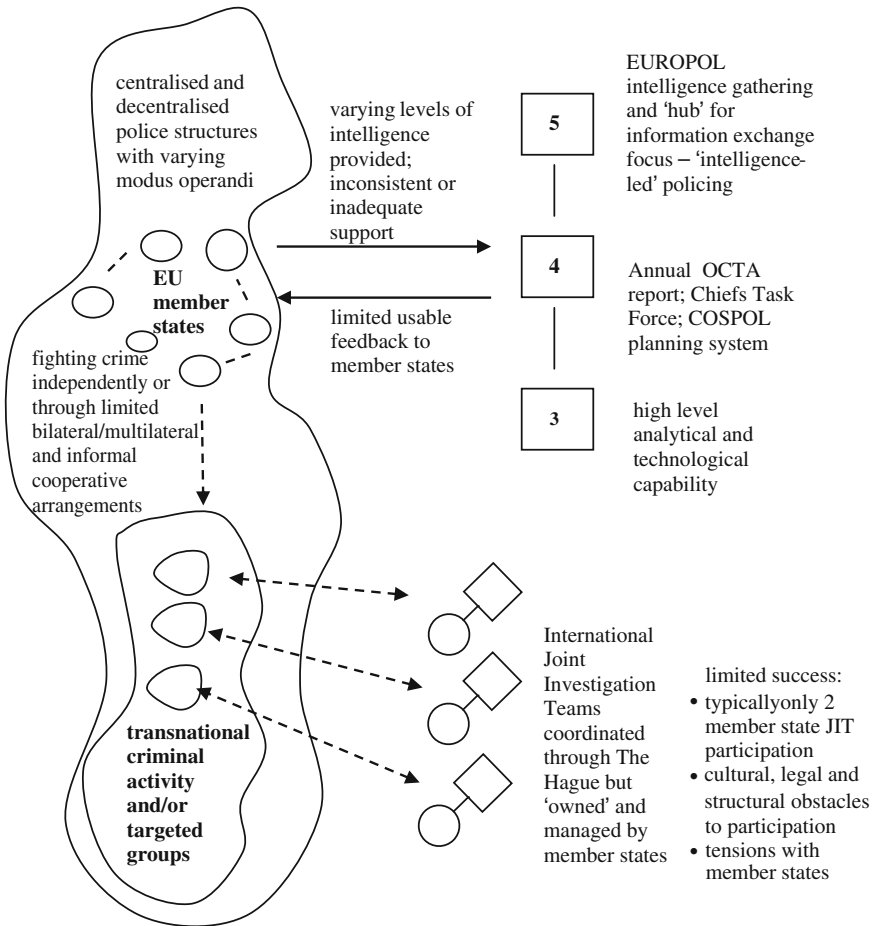 centralised and
decentralised
police structures
with varying
modus operandi
varying levels of
intelligence
provided;
inconsistent or
inadequate
support
5
EUROPOL
intelligence gathering
and ‘hub’ for
information exchange
focus – ‘intelligence-
led’ policing
EU
member
states
4
Annual OCTA
report; Chiefs Task
Force; COSPOL
planning system
limited usable
feedback to
member states
fighting crime
independently or
through limited
bilateral/multilateral
and informal
cooperative
arrangements
3
high level
analytical and
technological
capability
transnational
criminal
activity
and/or
targeted
groups
International
Joint
Investigation
Teams
coordinated
through The
Hague but
‘owned’ and
managed by
member states
limited success:
• typicallyonly 2
member state JIT
participation
• cultural, legal and
structural obstacles
to participation
• tensions with
member states